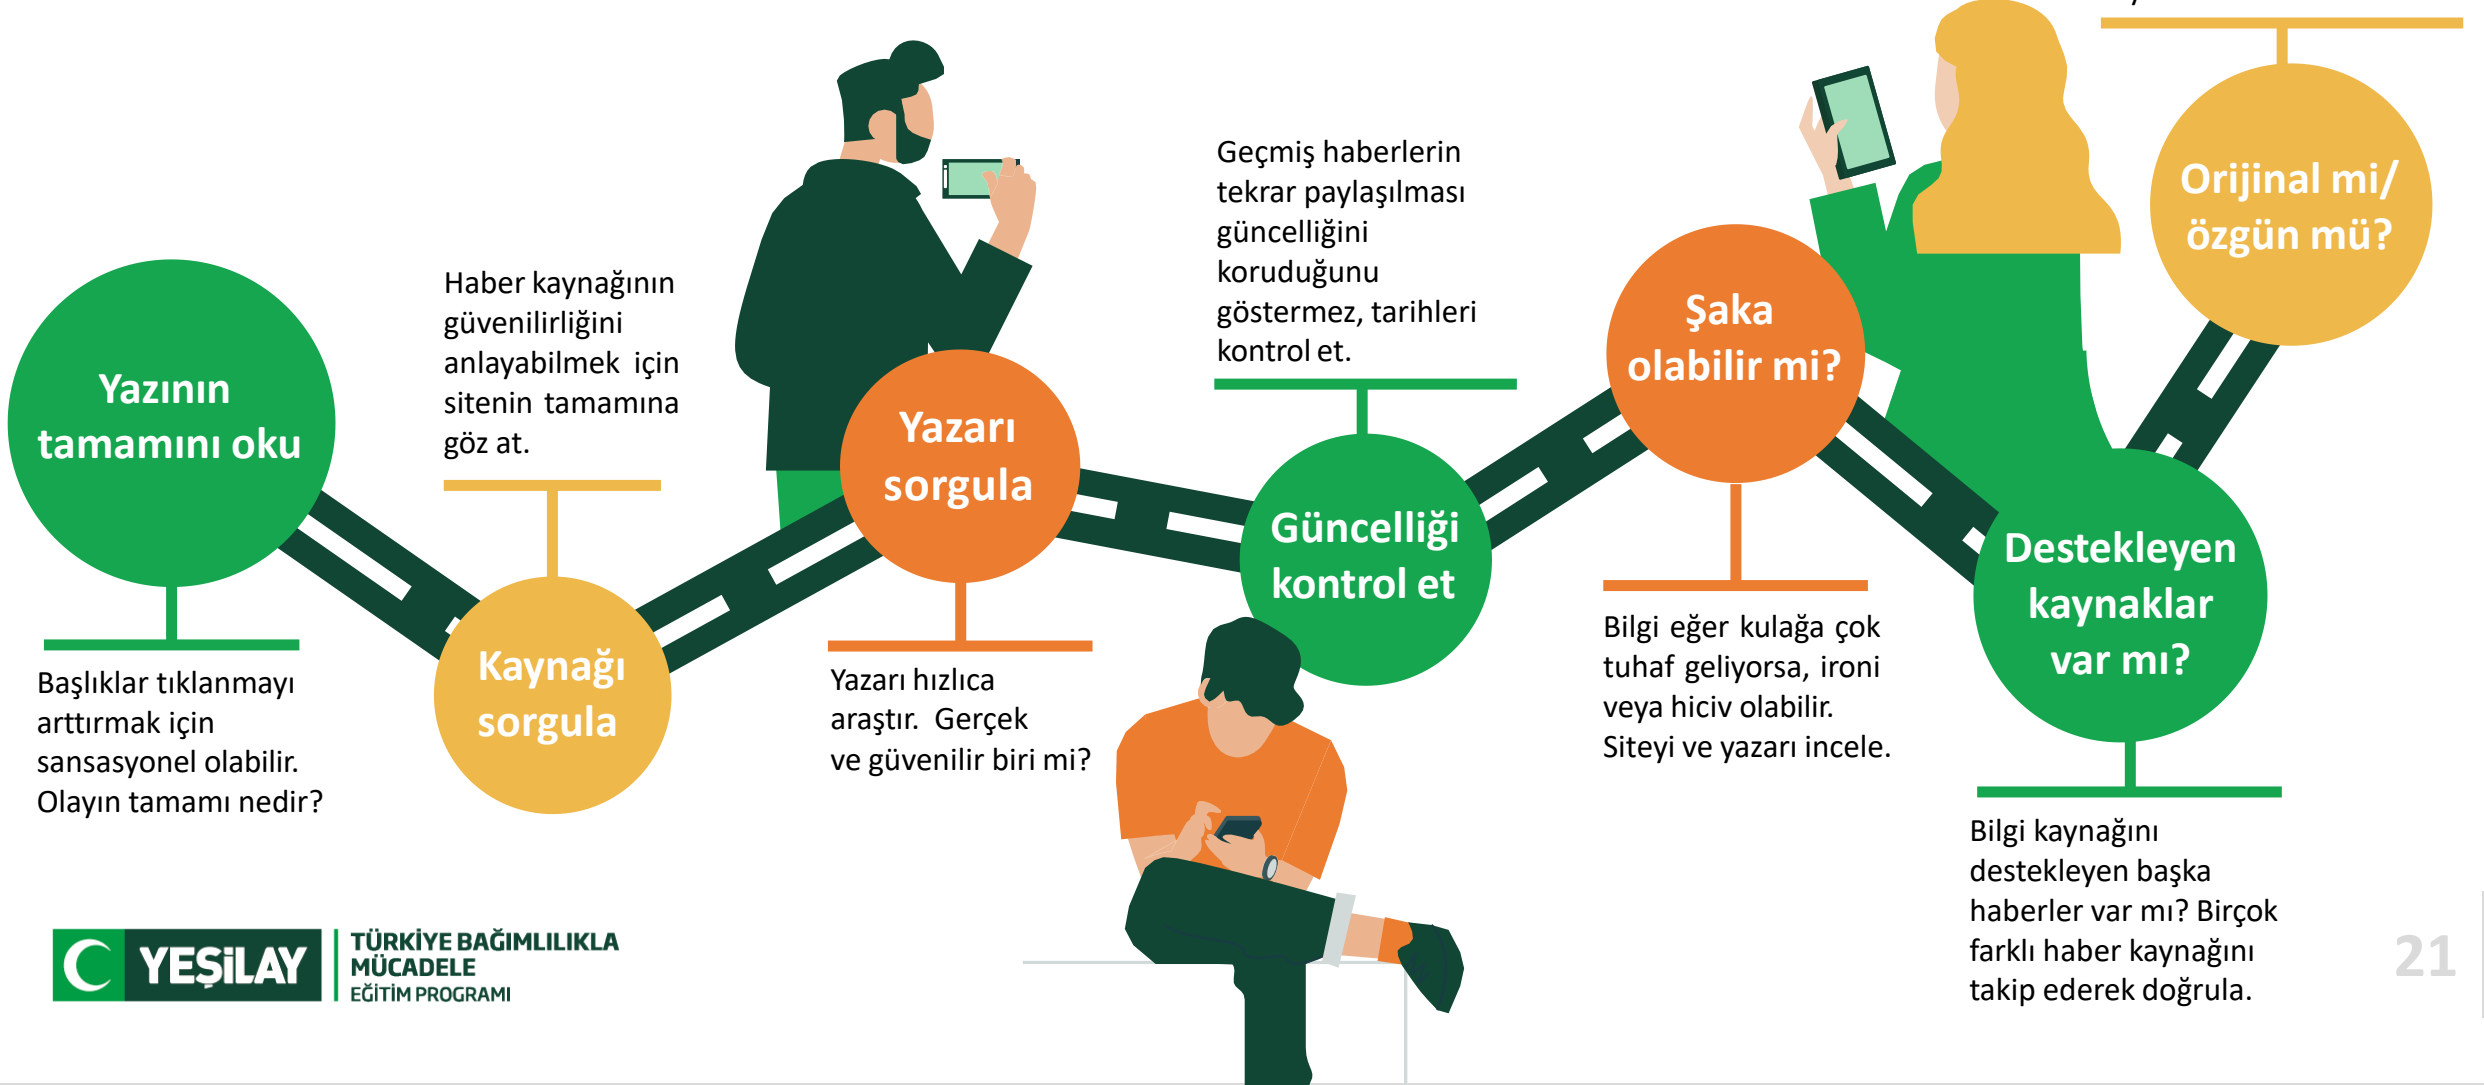 Yazının
tamamını oku
Başlıklar tıklanmayı
arttırmak için
sansasyonel olabilir.
Olayın tamamı nedir?
Haber kaynağının
güvenilirliğini
anlayabilmek için
sitenin tamamına
göz at.
Kaynağı
sorgula
Yazarı
sorgula
Yazarı hızlıca
araştır. Gerçek
ve güvenilir biri mi?
Geçmiş haberlerin
tekrar paylaşılması
güncelliğini
koruduğunu
göstermez, tarihleri
kontrol et.
Güncelliği
kontrol et
Şaka
olabilir mi?
Bilgi eğer kulağa çok
tuhaf geliyorsa, ironi
veya hiciv olabilir.
Siteyi ve yazarı incele.
Destekleyen
kaynaklar
var mı?
Bilgi kaynağını
destekleyen başka
haberler var mı? Birçok
farklı haber kaynağını
takip ederek doğrula.
Orijinal mi/
özgün mü?
YEŞİLAY
TÜRKİYE BAĞIMLILIKLA
MÜCADELE
EĞİTİM PROGRAMI
21